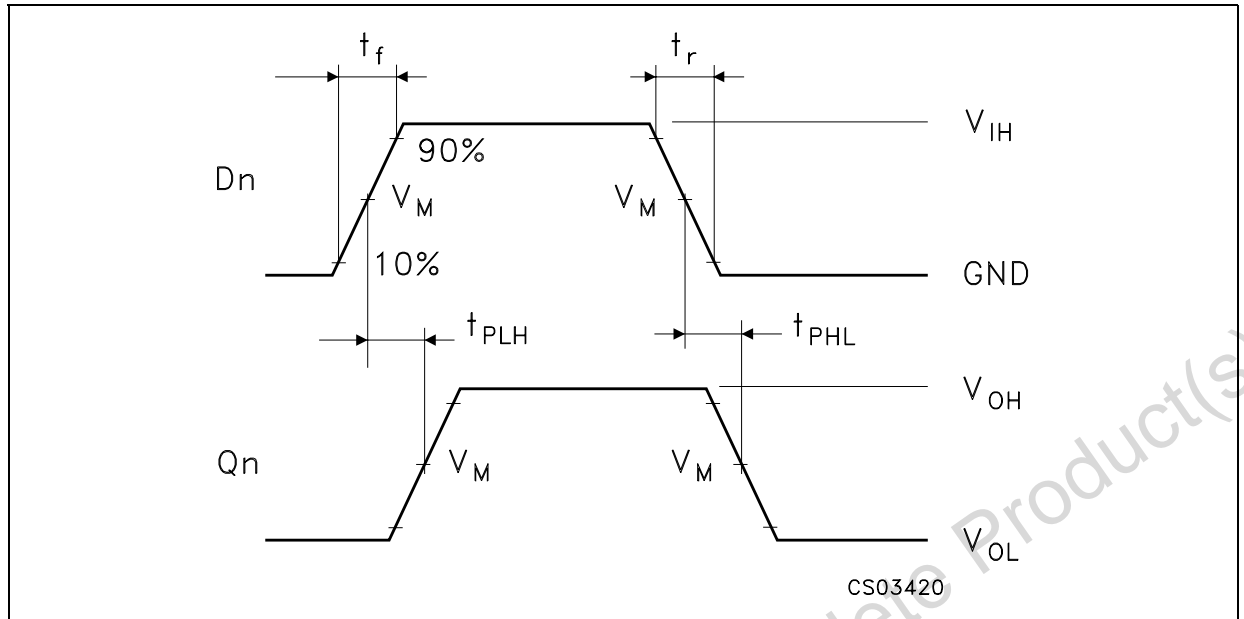 tf
tr
VIH
90%
Dn
VM
VM
10%
GND
tPLH
tPHL
VOH
Qn
VM
VM
VOL
CS03420
Product(s)